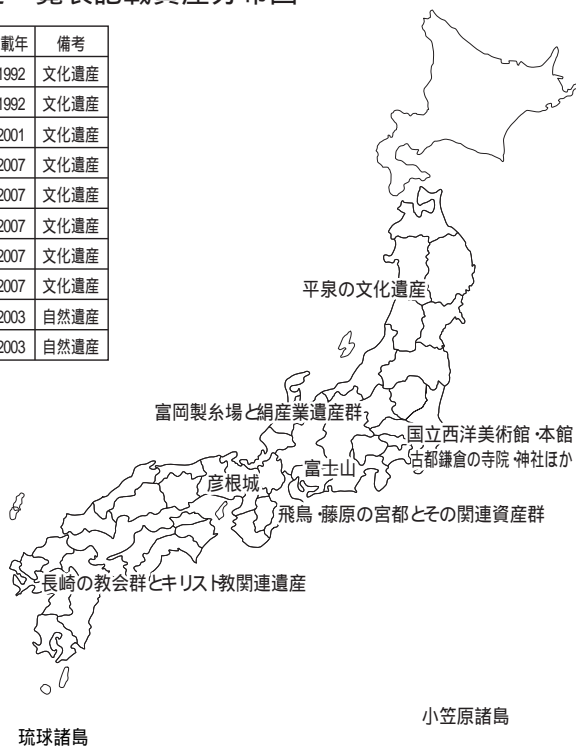 一覧表記載資産分布図
載年 備考
1992 文化遺産
1992 文化遺産
2001 文化遺産
2007 文化遺産
2007 文化遺産
2007 文化遺産
2007 文化遺産
2007 文化遺産
2003 自然遺産
2003 自然遺産
平泉の文化遺産
富岡製糸場と絹産業遺産群
国立西洋美術館・本館
古都鎌倉の寺院・神社ほか
富士山
彦根城
飛鳥・藤原の宮都とその関連資産群
長崎の教会群とキリスト教関連遺産
小笠原諸島
琉球諸島